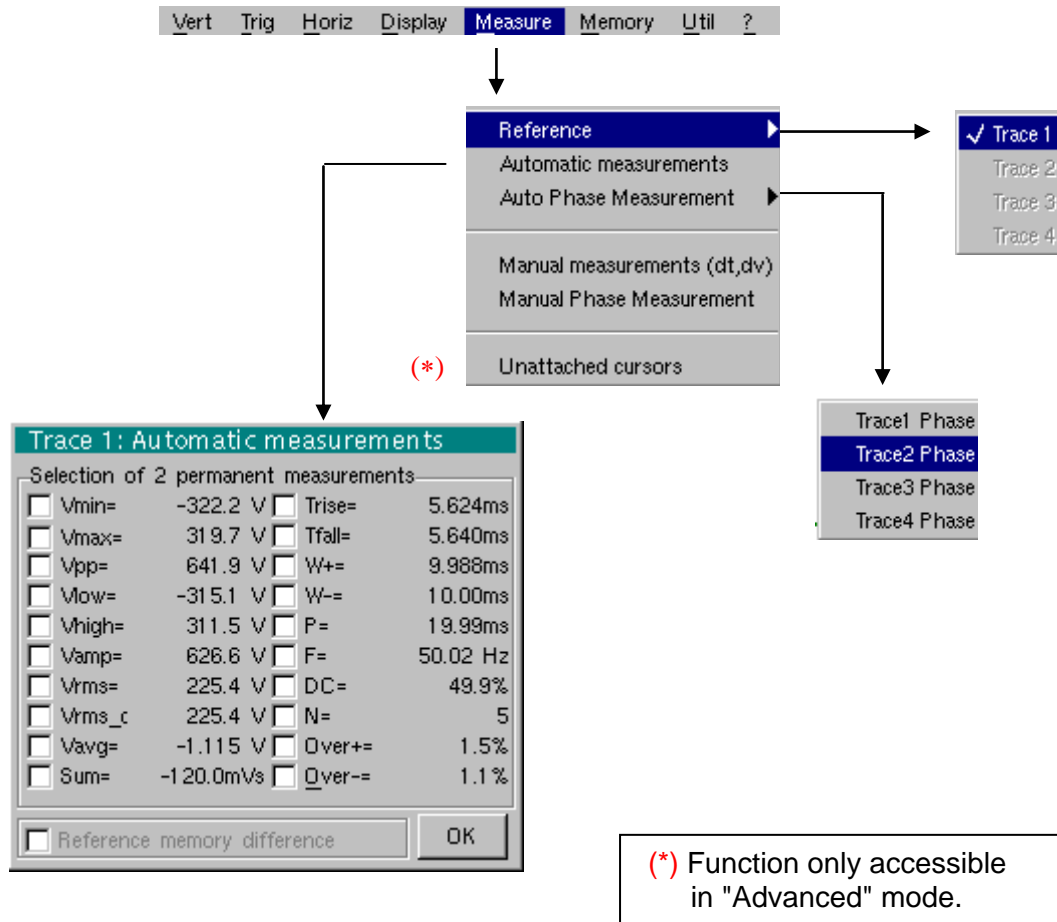 Vert Trig Horiz Display Measure Memory Util ?
Reference
Automatic measurements
Auto Phase Measurement
Manual measurements (dt,dv)
Manual Phase Measurement
(*) Unattached cursors
✓ Trace 1
Trace 2
Trace 3
Trace 4
Trace1 Phase
Trace2 Phase
Trace3 Phase
Trace4 Phase
Trace 1: Automatic measurements
Selection of 2 permanent measurements
Vmin= -322.2 V Trise= 5.624ms
Vmax= 319.7 V Tfall= 5.640ms
Vpp= 641.9 V W+= 9.988ms
Vlow= -315.1 V W-= 10.00ms
Vhigh= 311.5 V P= 19.99ms
Vamp= 626.6 V F= 50.02 Hz
Vrms= 225.4 V DC= 49.9%
Vrms_c 225.4 V N= 5
Vavg= -1.115 V Over+= 1.5%
Sum= -120.0mVs Over-= 1.1%
Reference memory difference OK
(*) Function only accessible
in "Advanced" mode.